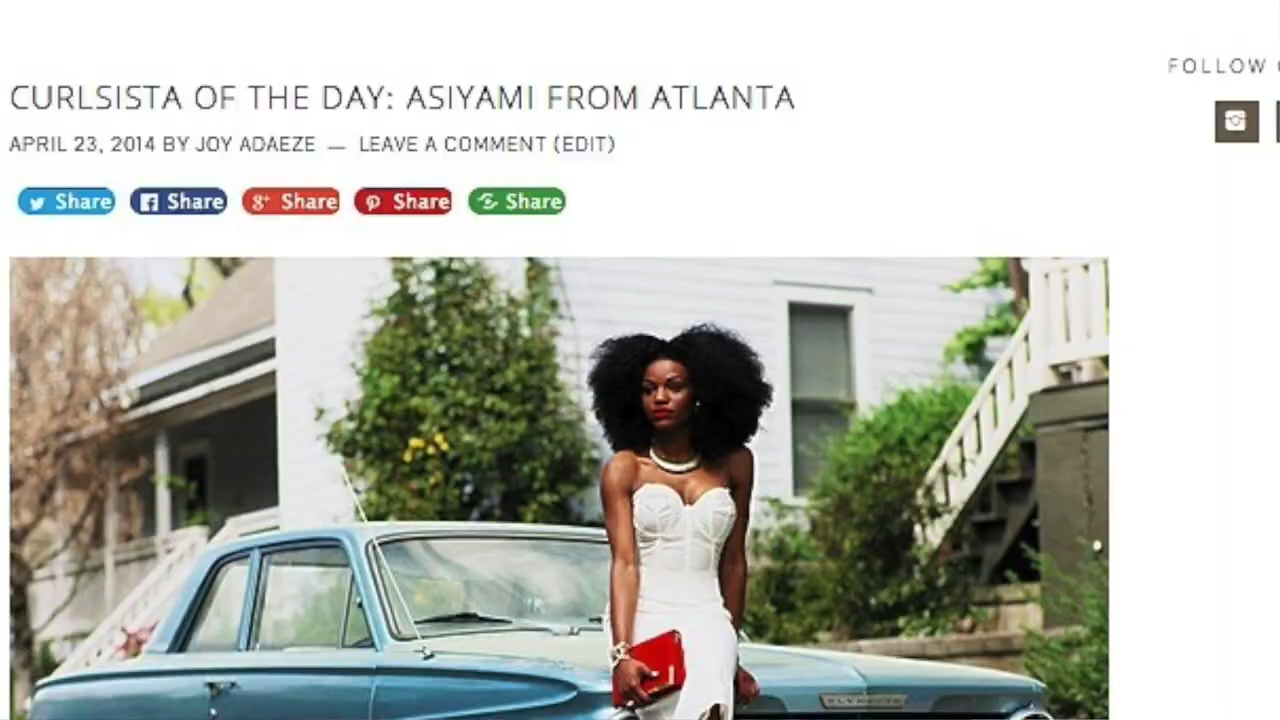 FOLLOW
CURLSISTA OF THE DAY: ASIYAMI FROM ATLANTA
APRIL 23, 2014 BY JOY ADAEZE — LEAVE A COMMENT (EDIT)
Share Share Share Share Share
PLYMOUTH